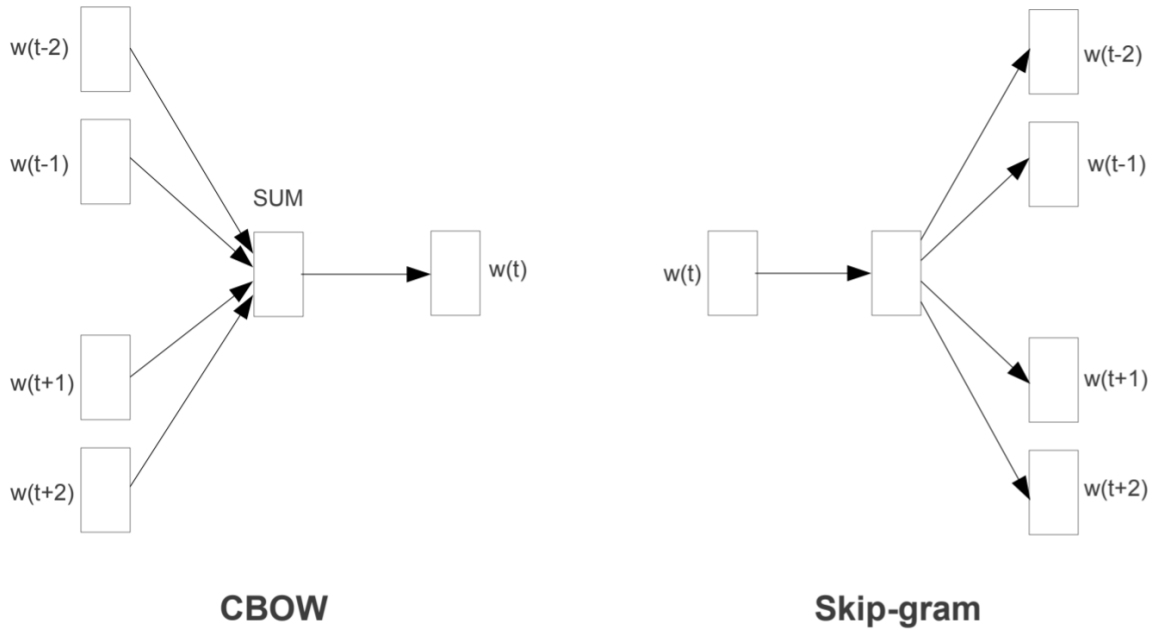 w(t-2)
w(t-1)
SUM
w(t)
w(t+1)
w(t+2)
CBOW
w(t-2)
w(t-1)
w(t)
w(t+1)
w(t+2)
Skip-gram